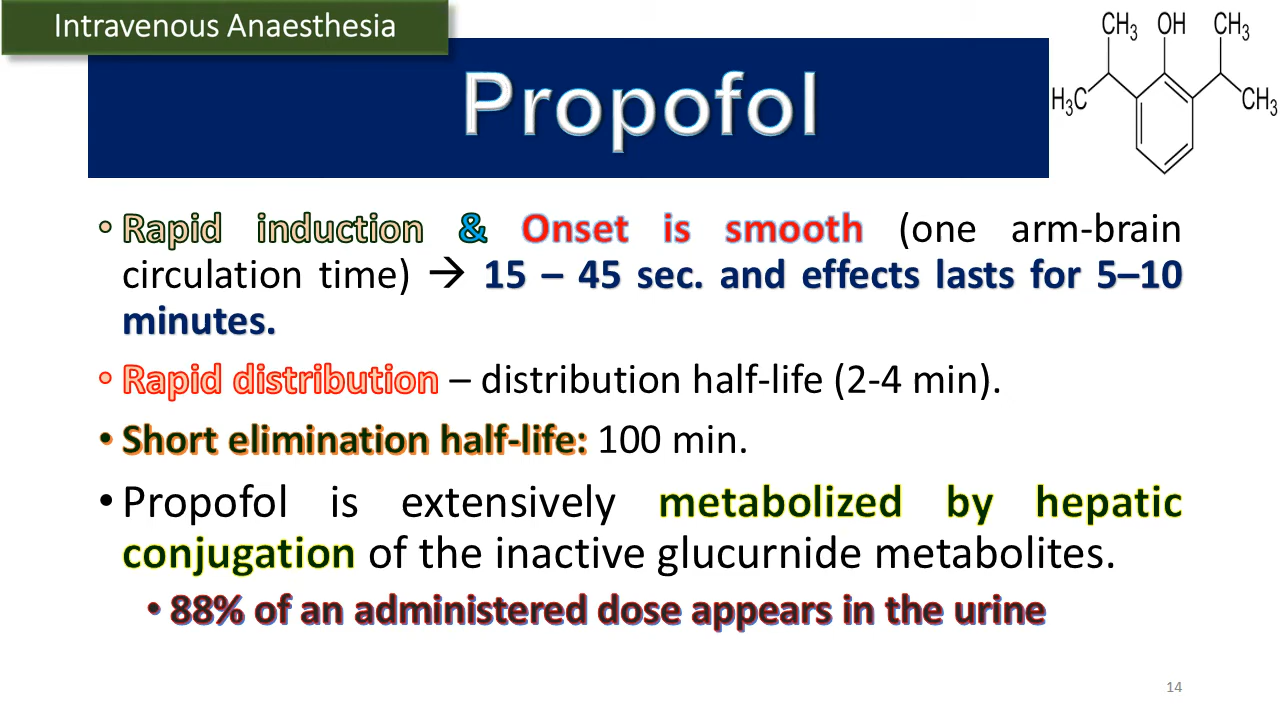 Intravenous Anaesthesia
CH3 OH CH3
H3C CH3
Propofol
• Rapid induction & Onset is smooth (one arm-brain
circulation time) → 15 – 45 sec. and effects lasts for 5–10
minutes.
• Rapid distribution – distribution half-life (2-4 min).
• Short elimination half-life: 100 min.
• Propofol is extensively metabolized by hepatic
conjugation of the inactive glucurnide metabolites.
• 88% of an administered dose appears in the urine
14